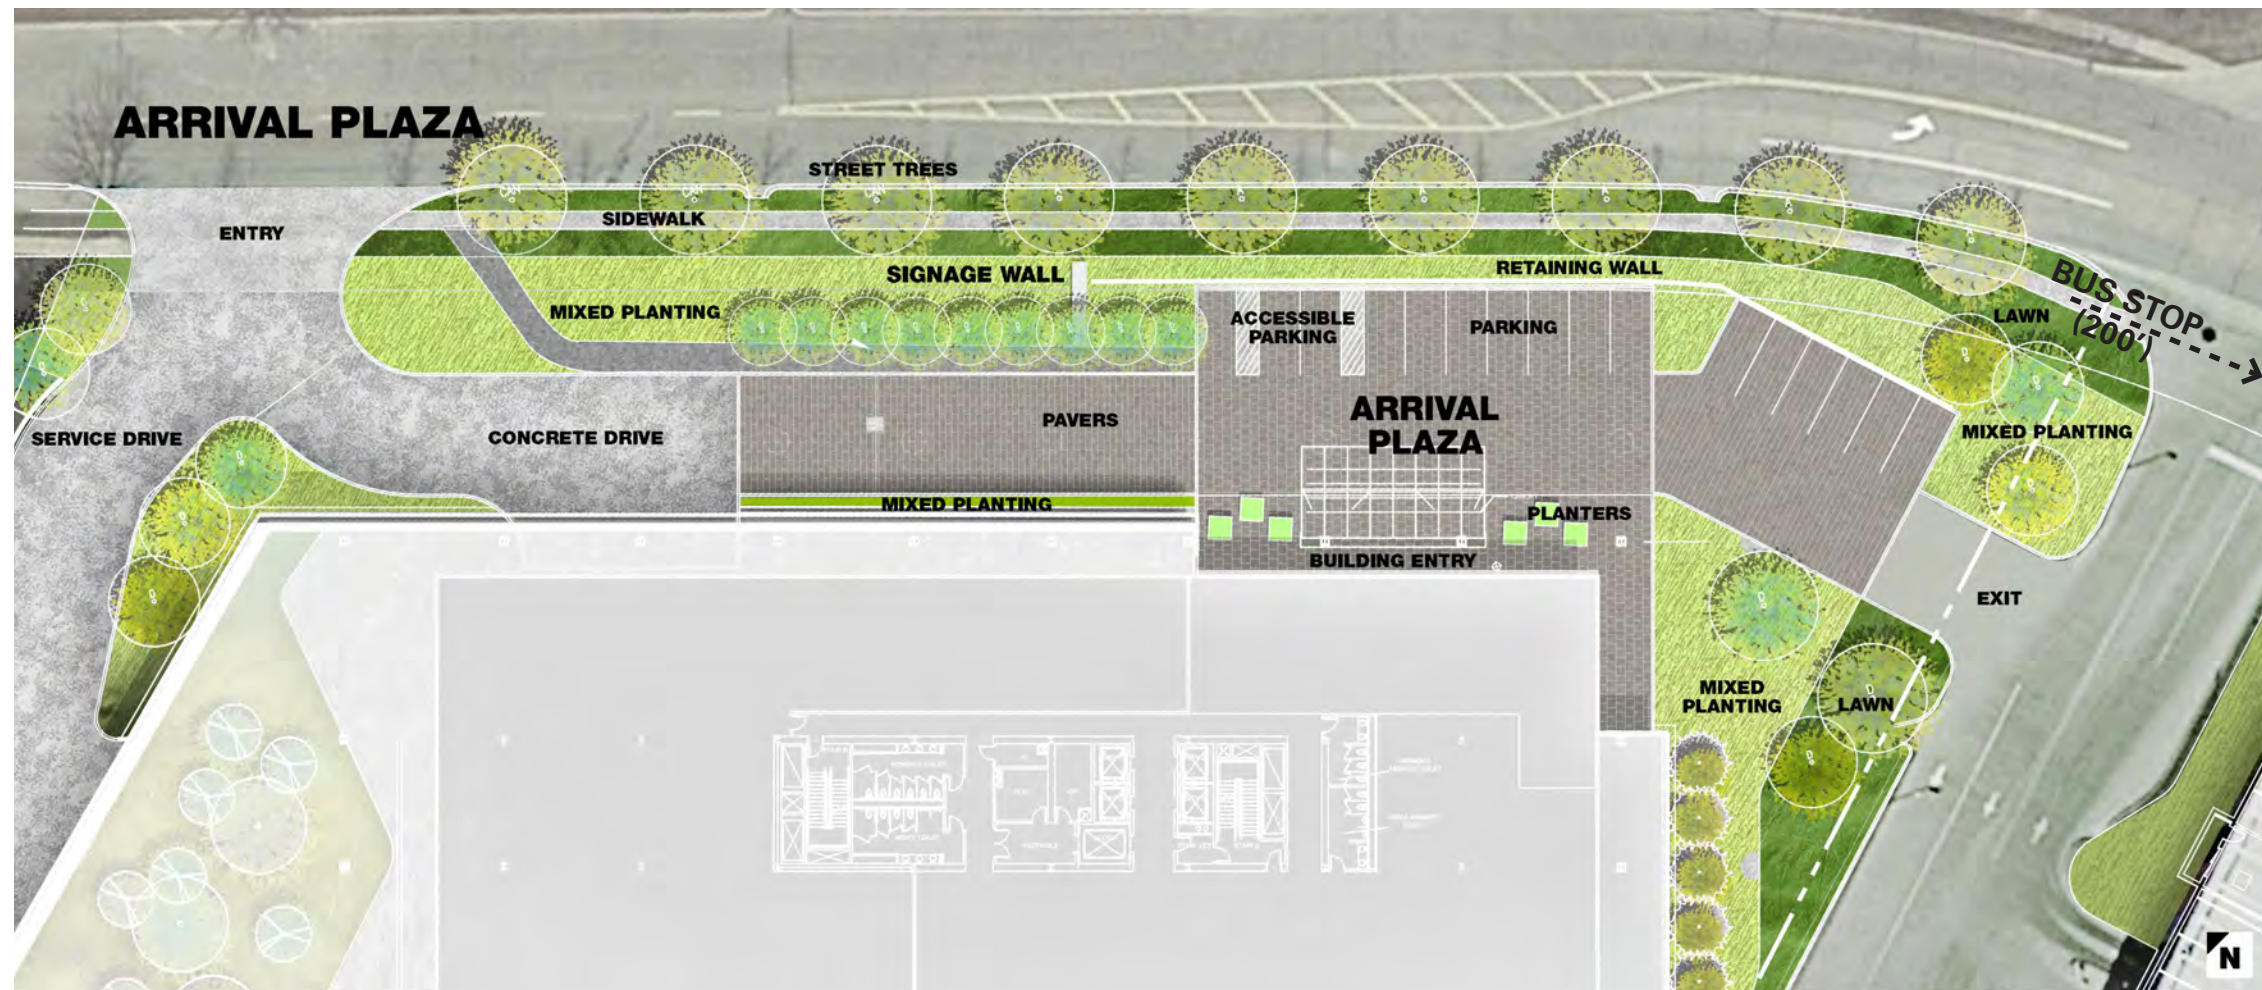 ARRIVAL PLAZA
STREET TREES
SIDEWALK
ENTRY
SIGNAGE WALL
RETAINING WALL
BUS STOP
(200')
MIXED PLANTING
ACCESSIBLE
PARKING
PARKING
LAWN
ARRIVAL
PLAZA
PAVERS
SERVICE DRIVE
CONCRETE DRIVE
MIXED PLANTING
MIXED PLANTING
PLANTERS
BUILDING ENTRY
EXIT
MIXED
PLANTING
LAWN
N